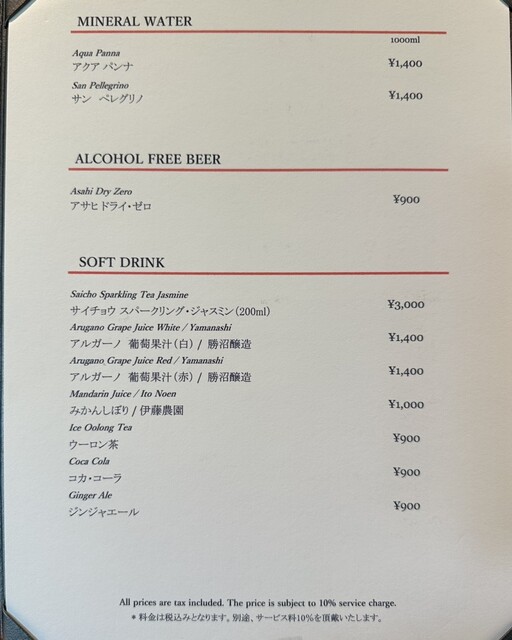 MINERAL WATER
1000ml
Aqua Panna
アクア パンナ ¥1,400
San Pellegrino
サン ペレグリノ ¥1,400
ALCOHOL FREE BEER
Asahi Dry Zero
アサヒドライ・ゼロ ¥900
SOFT DRINK
Saicho Sparkling Tea Jasmine
サイチョウ スパークリング・ジャスミン(200ml) ¥3,000
Arugano Grape Juice White / Yamanashi
アルガーノ 葡萄果汁(白) / 勝沼醸造 ¥1,400
Arugano Grape Juice Red / Yamanashi
アルガーノ 葡萄果汁(赤) / 勝沼醸造 ¥1,400
Mandarin Juice / Ito Noen
みかんしぼり / 伊藤農園 ¥1,000
Ice Oolong Tea
ウーロン茶 ¥900
Coca Cola
コカ・コーラ ¥900
Ginger Ale
ジンジャエール ¥900
All prices are tax included. The price is subject to 10% service charge.
* 料金は税込みとなります。別途、サービス料10%を頂戴いたします。